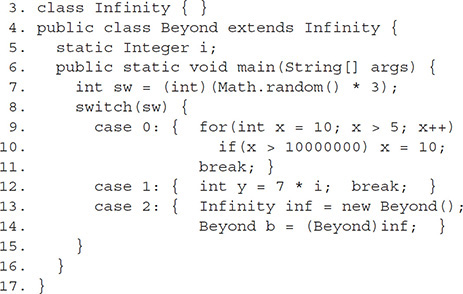 3. class Infinity { }
4. public class Beyond extends Infinity {
5.   static Integer i;
6.   public static void main(String[] args) {
7.     int sw = (int)(Math.random() * 3);
8.     switch(sw) {
9.       case 0: {  for(int x = 10; x > 5; x++)
10.                   if(x > 10000000) x = 10;
11.                 break; }
12.       case 1: {  int y = 7 * i;  break;  }
13.       case 2: {  Infinity inf = new Beyond();
14.                  Beyond b = (Beyond)inf;  }
15.     }
16.   }
17. }